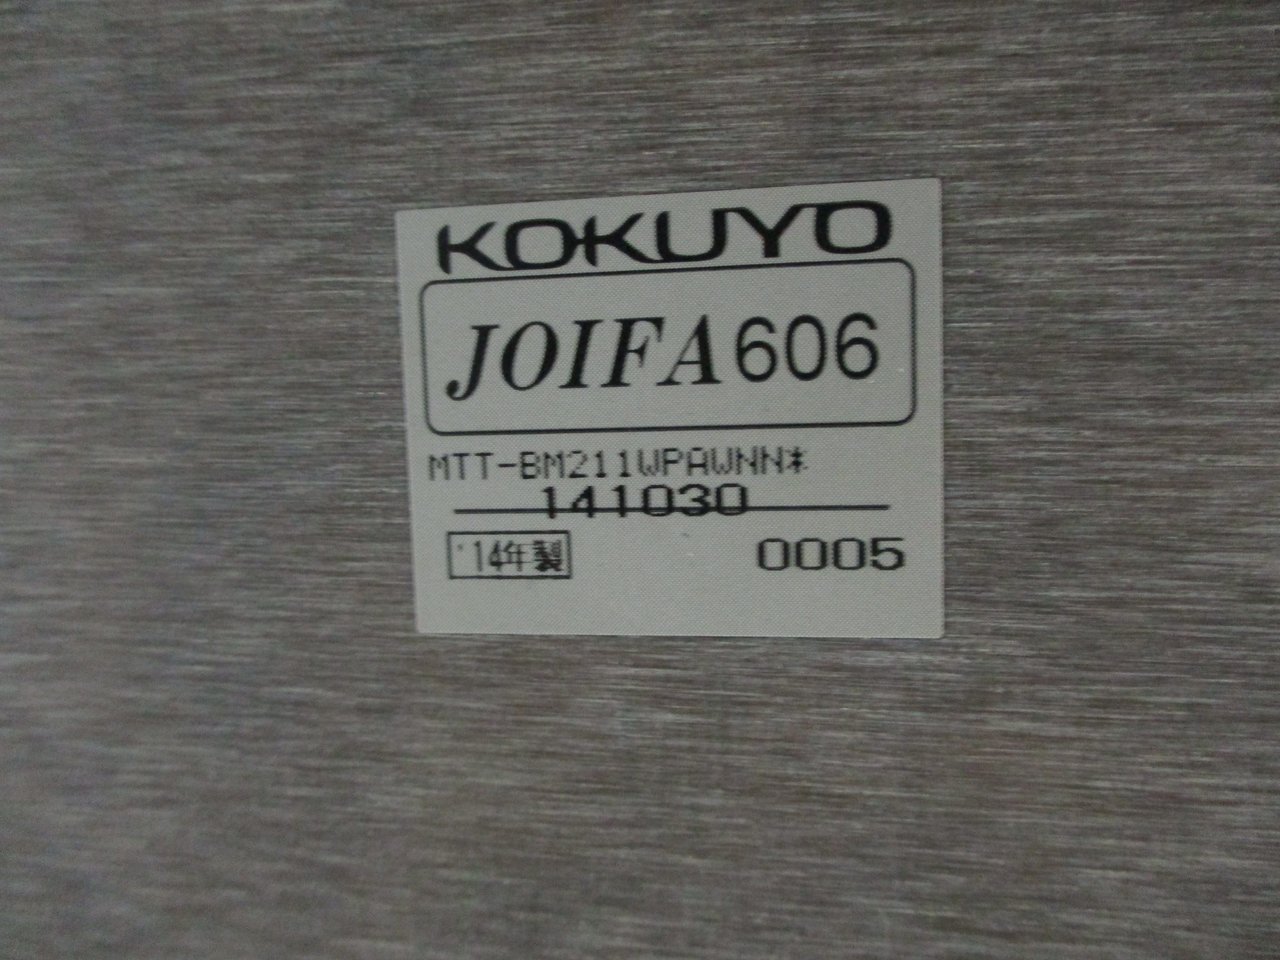 KOKUYO
JOIFA606
MTT-BM211WPAWNN*
141030
'14年製
0005